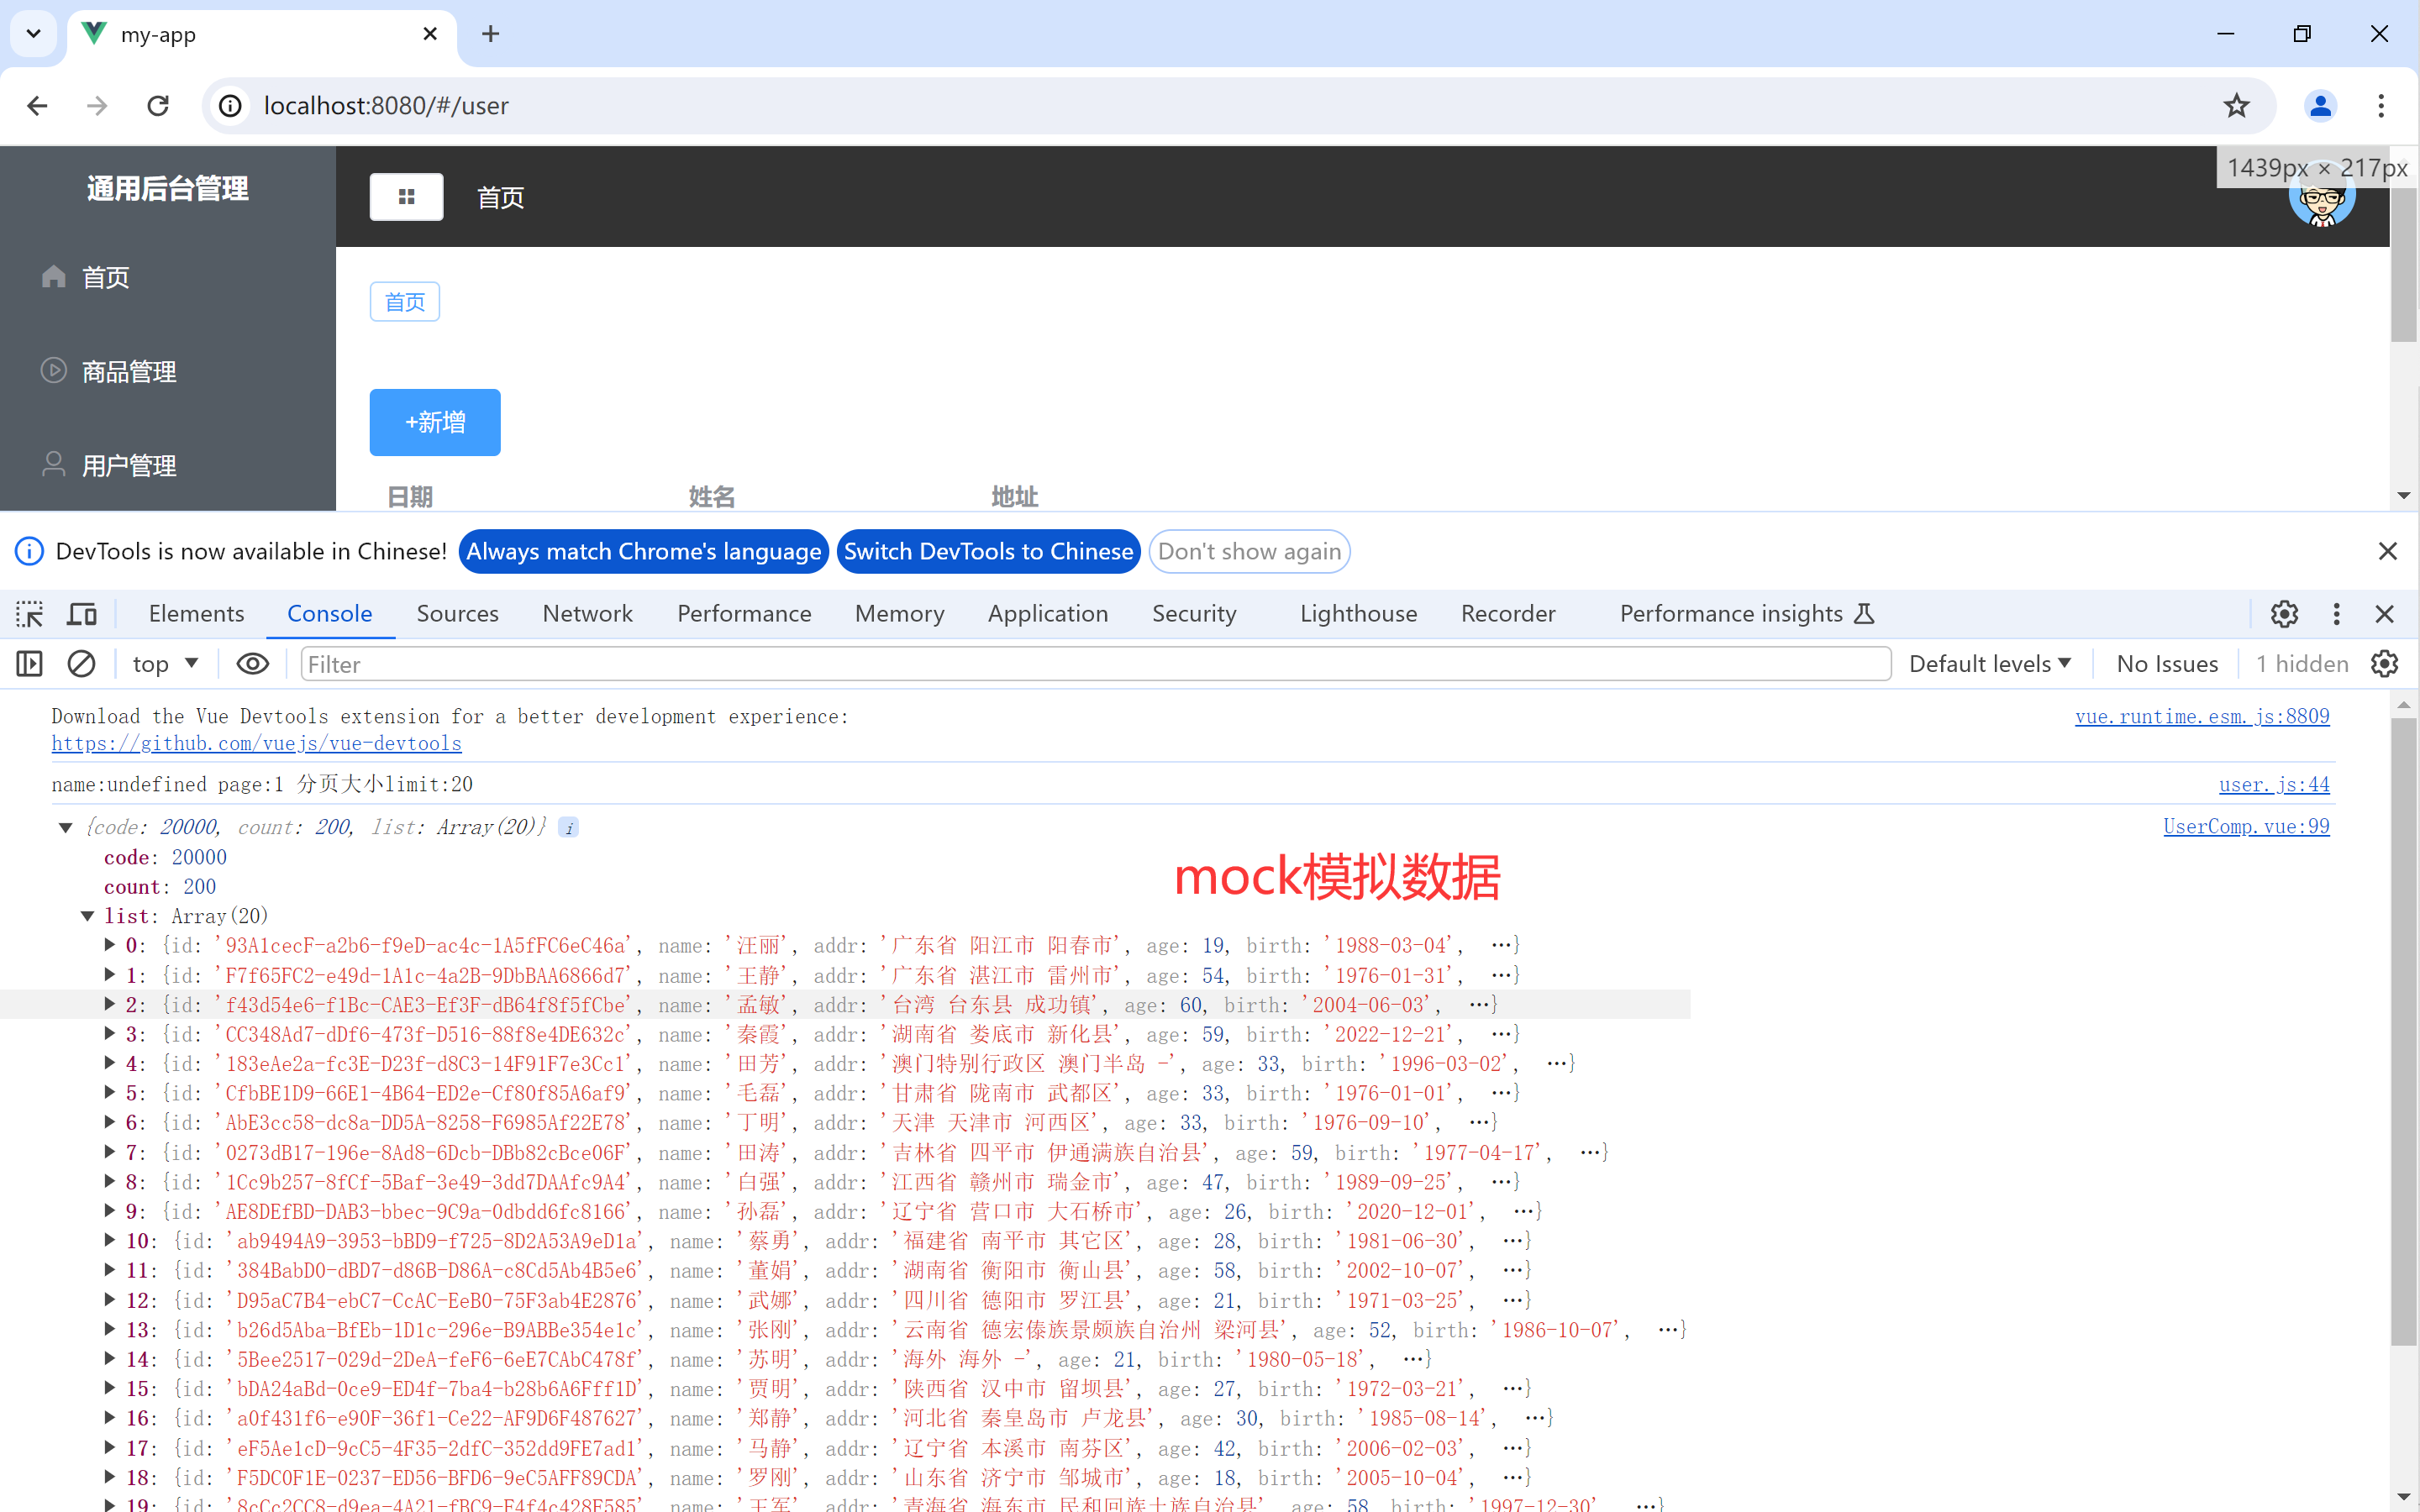 my-app
localhost:8080/#/user
通用后台管理
首页
1439px × 217px
首页
首页
商品管理
+新增
用户管理
日期 姓名 地址
DevTools is now available in Chinese! Always match Chrome's language Switch DevTools to Chinese Don't show again
Elements Console Sources Network Performance Memory Application Security Lighthouse Recorder Performance insights
top Filter Default levels No Issues 1 hidden
Download the Vue Devtools extension for a better development experience: vue.runtime.esm.js:8809
https://github.com/vuejs/vue-devtools
name:undefined page:1 分页大小limit:20 user.js:44
{code: 20000, count: 200, list: Array(20)} i UserComp.vue:99
code: 20000
mock模拟数据
count: 200
list: Array(20)
0: {id: '93A1cecF-a2b6-f9eD-ac4c-1A5fFC6eC46a', name: '汪丽', addr: '广东省 阳江市 阳春市', age: 19, birth: '1988-03-04', …}
1: {id: 'F7f65FC2-e49d-1A1c-4a2B-9DbBAA6866d7', name: '王静', addr: '广东省 湛江市 雷州市', age: 54, birth: '1976-01-31', …}
2: {id: 'f43d54e6-f1Bc-CAE3-Ef3F-dB64f8f5fCbe', name: '孟敏', addr: '台湾 台东县 成功镇', age: 60, birth: '2004-06-03', …}
3: {id: 'CC348Ad7-dDf6-473f-D516-88f8e4DE632c', name: '秦霞', addr: '湖南省 娄底市 新化县', age: 59, birth: '2022-12-21', …}
4: {id: '183eAe2a-fc3E-D23f-d8C3-14F91F7e3Cc1', name: '田芳', addr: '澳门特别行政区 澳门半岛 -', age: 33, birth: '1996-03-02', …}
5: {id: 'CfbBE1D9-66E1-4B64-ED2e-Cf80f85A6af9', name: '毛磊', addr: '甘肃省 陇南市 武都区', age: 33, birth: '1976-01-01', …}
6: {id: 'AbE3cc58-dc8a-DD5A-8258-F6985Af22E78', name: '丁明', addr: '天津 天津市 河西区', age: 33, birth: '1976-09-10', …}
7: {id: '0273dB17-196e-8Ad8-6Dcb-DBb82cBce06F', name: '田涛', addr: '吉林省 四平市 伊通满族自治县', age: 59, birth: '1977-04-17', …}
8: {id: '1Cc9b257-8fCf-5Baf-3e49-3dd7DAAfc9A4', name: '白强', addr: '江西省 赣州市 瑞金市', age: 47, birth: '1989-09-25', …}
9: {id: 'AE8DEfBD-DAB3-bbec-9C9a-0dbdd6fc8166', name: '孙磊', addr: '辽宁省 营口市 大石桥市', age: 26, birth: '2020-12-01', …}
10: {id: 'ab9494A9-3953-bBD9-f725-8D2A53A9eD1a', name: '蔡勇', addr: '福建省 南平市 其它区', age: 28, birth: '1981-06-30', …}
11: {id: '384BabD0-dBD7-d86B-D86A-c8Cd5Ab4B5e6', name: '董娟', addr: '湖南省 衡阳市 衡山县', age: 58, birth: '2002-10-07', …}
12: {id: 'D95aC7B4-ebC7-CcAC-EeB0-75F3ab4E2876', name: '武娜', addr: '四川省 德阳市 罗江县', age: 21, birth: '1971-03-25', …}
13: {id: 'b26d5Aba-BfEb-1D1c-296e-B9ABBe354e1c', name: '张刚', addr: '云南省 德宏傣族景颇族自治州 梁河县', age: 52, birth: '1986-10-07', …}
14: {id: '5Bee2517-029d-2DeA-feF6-6eE7CAbC478f', name: '苏明', addr: '海外 海外 -', age: 21, birth: '1980-05-18', …}
15: {id: 'bDA24aBd-0ce9-ED4f-7ba4-b28b6A6Fff1D', name: '贾明', addr: '陕西省 汉中市 留坝县', age: 27, birth: '1972-03-21', …}
16: {id: 'a0f431f6-e90F-36f1-Ce22-AF9D6F487627', name: '郑静', addr: '河北省 秦皇岛市 卢龙县', age: 30, birth: '1985-08-14', …}
17: {id: 'eF5Ae1cD-9cC5-4F35-2dfC-352dd9FE7ad1', name: '马静', addr: '辽宁省 本溪市 南芬区', age: 42, birth: '2006-02-03', …}
18: {id: 'F5DC0F1E-0237-ED56-BFD6-9eC5AFF89CDA', name: '罗刚', addr: '山东省 济宁市 邹城市', age: 18, birth: '2005-10-04', …}
19: {id: '8cCc2CC8-d9ea-4A21-fBC9-F4f4c428F585', name: '王军', addr: '青海省 海东市 民和回族土族自治县', age: 58, birth: '1997-12-30', …}